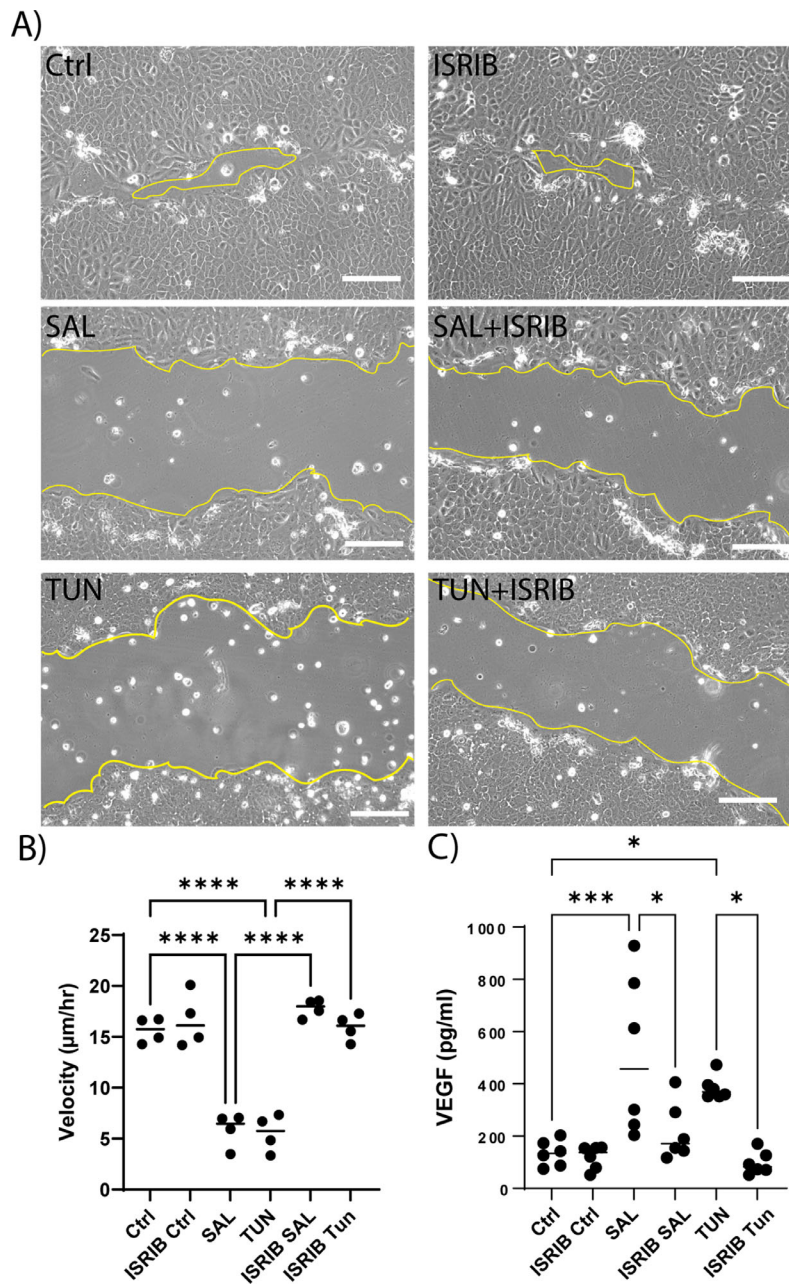 A)
Ctrl
ISRIB
SAL
SAL+ISRIB
TUN
TUN+ISRIB
B)
****
****
****
****
25
20
15
10
5
0
Velocity (µm/hr)
Ctrl
ISRIB Ctrl
SAL
TUN
ISRIB SAL
ISRIB Tun
C)
*
***
*
*
1000
800
600
400
200
0
VEGF (pg/ml)
Ctrl
ISRIB Ctrl
SAL
ISRIB SAL
TUN
ISRIB Tun